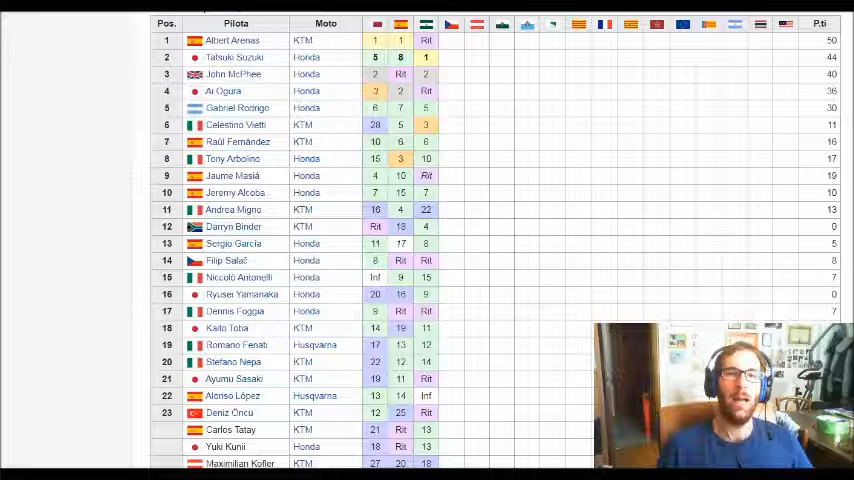 Pos. Pilota Moto P.ti
1 Albert Arenas KTM 1 1 Rit 50
2 Tatsuki Suzuki Honda 5 8 1 44
3 John McPhee Honda 2 Rit 2 40
4 Ai Ogura Honda 3 2 Rit 36
5 Gabriel Rodrigo Honda 6 7 5 30
6 Celestino Vietti KTM 28 5 3 11
7 Raúl Fernández KTM 10 6 6 16
8 Tony Arbolino Honda 15 3 10 17
9 Jaume Masiá Honda 4 10 Rit 19
10 Jeremy Alcoba Honda 7 15 7 10
11 Andrea Migno KTM 16 4 22 13
12 Darryn Binder KTM Rit 18 4 0
13 Sergio García Honda 11 17 8 5
14 Filip Salač Honda 8 Rit Rit 8
15 Niccolò Antonelli Honda Inf 9 15 7
16 Ryusei Yamanaka Honda 20 16 9 0
17 Dennis Foggia Honda 9 Rit Rit 7
18 Kaito Toba KTM 14 19 11
19 Romano Fenati Husqvarna 17 13 12
20 Stefano Nepa KTM 22 12 14
21 Ayumu Sasaki KTM 19 11 Rit
22 Alonso López Husqvarna 13 14 Inf
23 Deniz Öncü KTM 12 25 Rit
Carlos Tatay KTM 21 Rit 13
Yuki Kunii Honda 18 Rit 13
Maximilian Kofler KTM 27 20 18